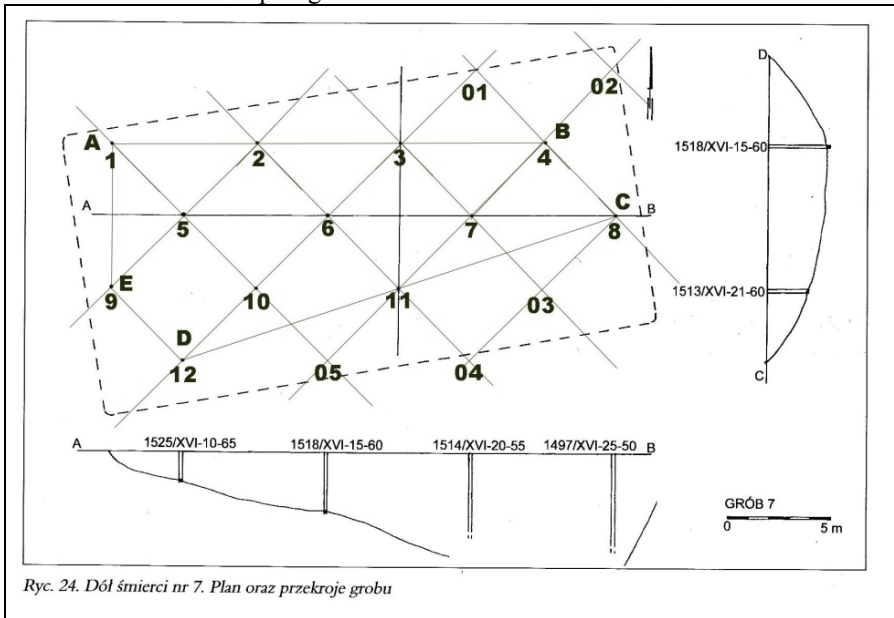 01
02
D
A
B
1
2
3
4
1518/XVI-15-60
C
A
B
5
6
7
8
E
9
10
11
03
1513/XVI-21-60
D
12
05
04
C
A
1525/XVI-10-65
1518/XVI-15-60
1514/XVI-20-55
1497/XVI-25-50
B
GRÓB 7
0
5 m
Ryc. 24. Dół śmierci nr 7. Plan oraz przekroje grobu